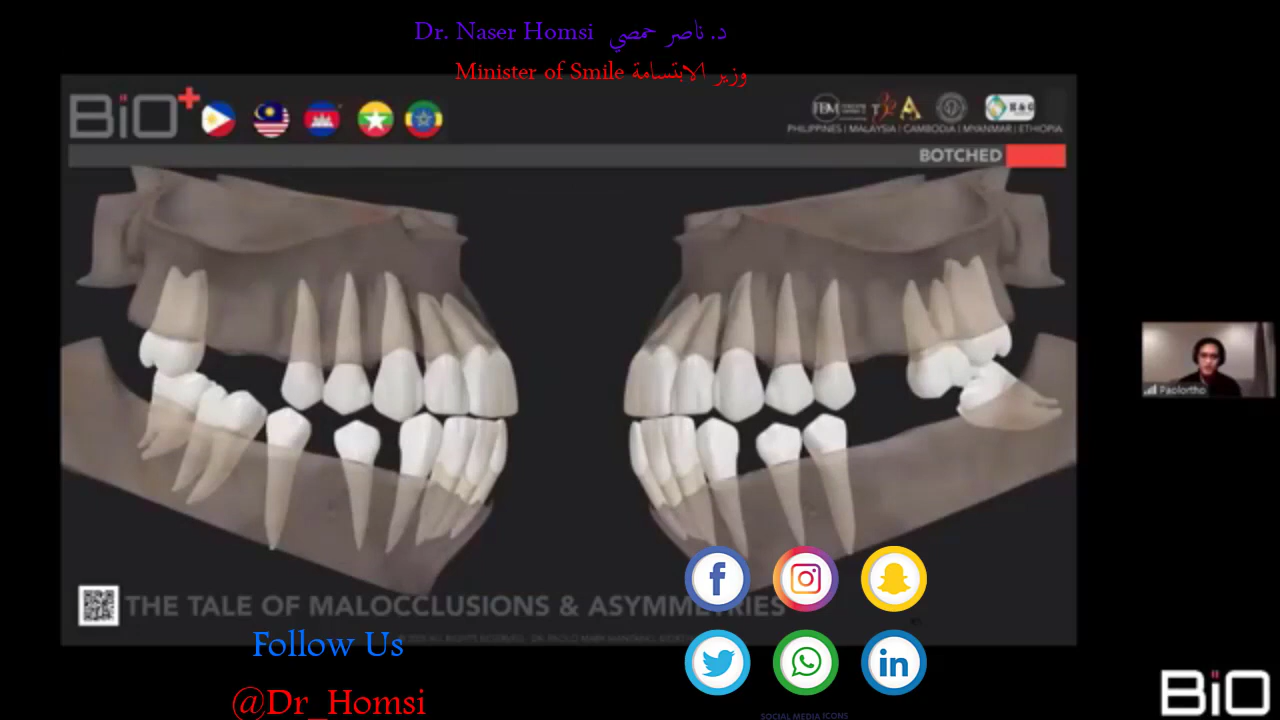 Dr. Naser Homsi د. ناصر حمصي
Minister of Smile وزير الابتسامة
BiO+
PHILIPPINES | MALAYSIA | CAMBODIA | MYANMAR | ETHIOPIA
BOTCHED
Paolortho
THE TALE OF MALOCCLUSIONS & ASYMMETRIES
Follow Us
@Dr_Homsi
SOCIAL MEDIA ICONS
BiO